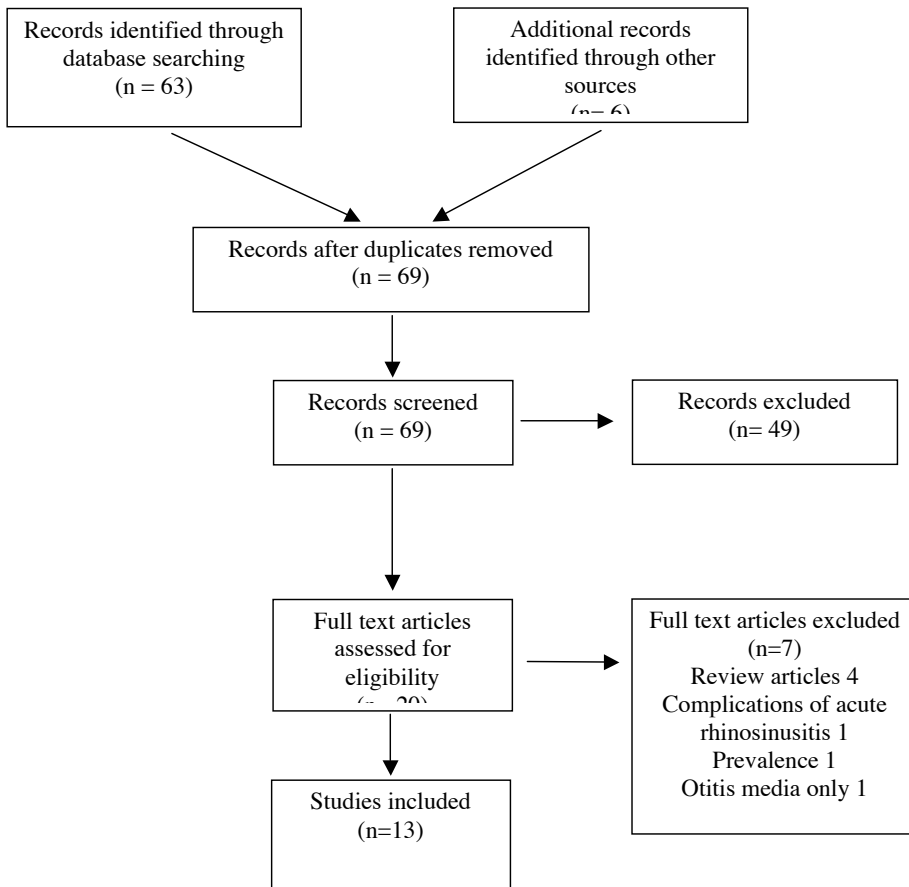 Records identified through
database searching
(n = 63)
Additional records
identified through other
sources
(n= 6)
Records after duplicates removed
(n = 69)
Records screened
(n = 69)
Records excluded
(n= 49)
Full text articles
assessed for
eligibility
(n= 20)
Full text articles excluded
(n=7)
Review articles 4
Complications of acute
rhinosinusitis 1
Prevalence 1
Otitis media only 1
Studies included
(n=13)